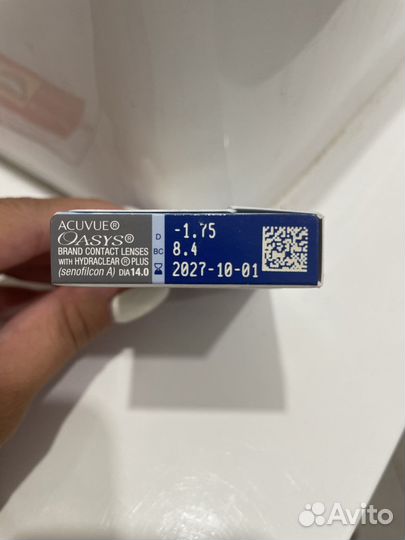 ACUVUE®
OASYS®
BRAND CONTACT LENSES
WITH HYDRACLEAR® PLUS
(senofilcon A) DIA14.0
D -1.75
BC 8.4
2027-10-01
Avito